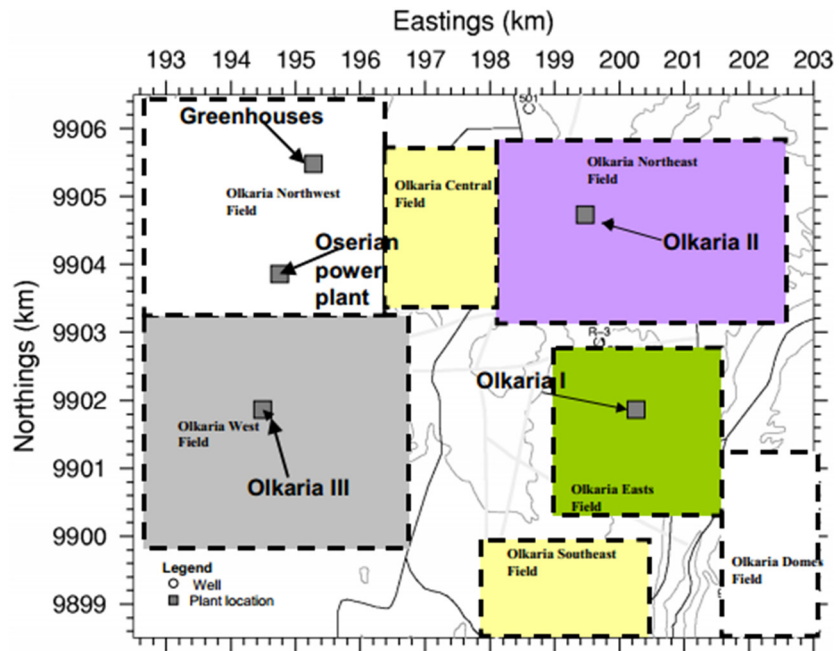 Eastings (km)
193 194 195 196 197 198 199 200 201 202 203
Northings (km)
9906
9905
9904
9903
9902
9901
9900
9899
501
Greenhouses
Olkaria Northwest
Field
Oserian
power
plant
Olkaria Central
Field
Olkaria Northeast
Field
Olkaria II
R-3
Olkaria I
Olkaria West
Field
Olkaria III
Olkaria Easts
Field
Olkaria Southeast
Field
Olkaria Domes
Field
Legend
Well
Plant location